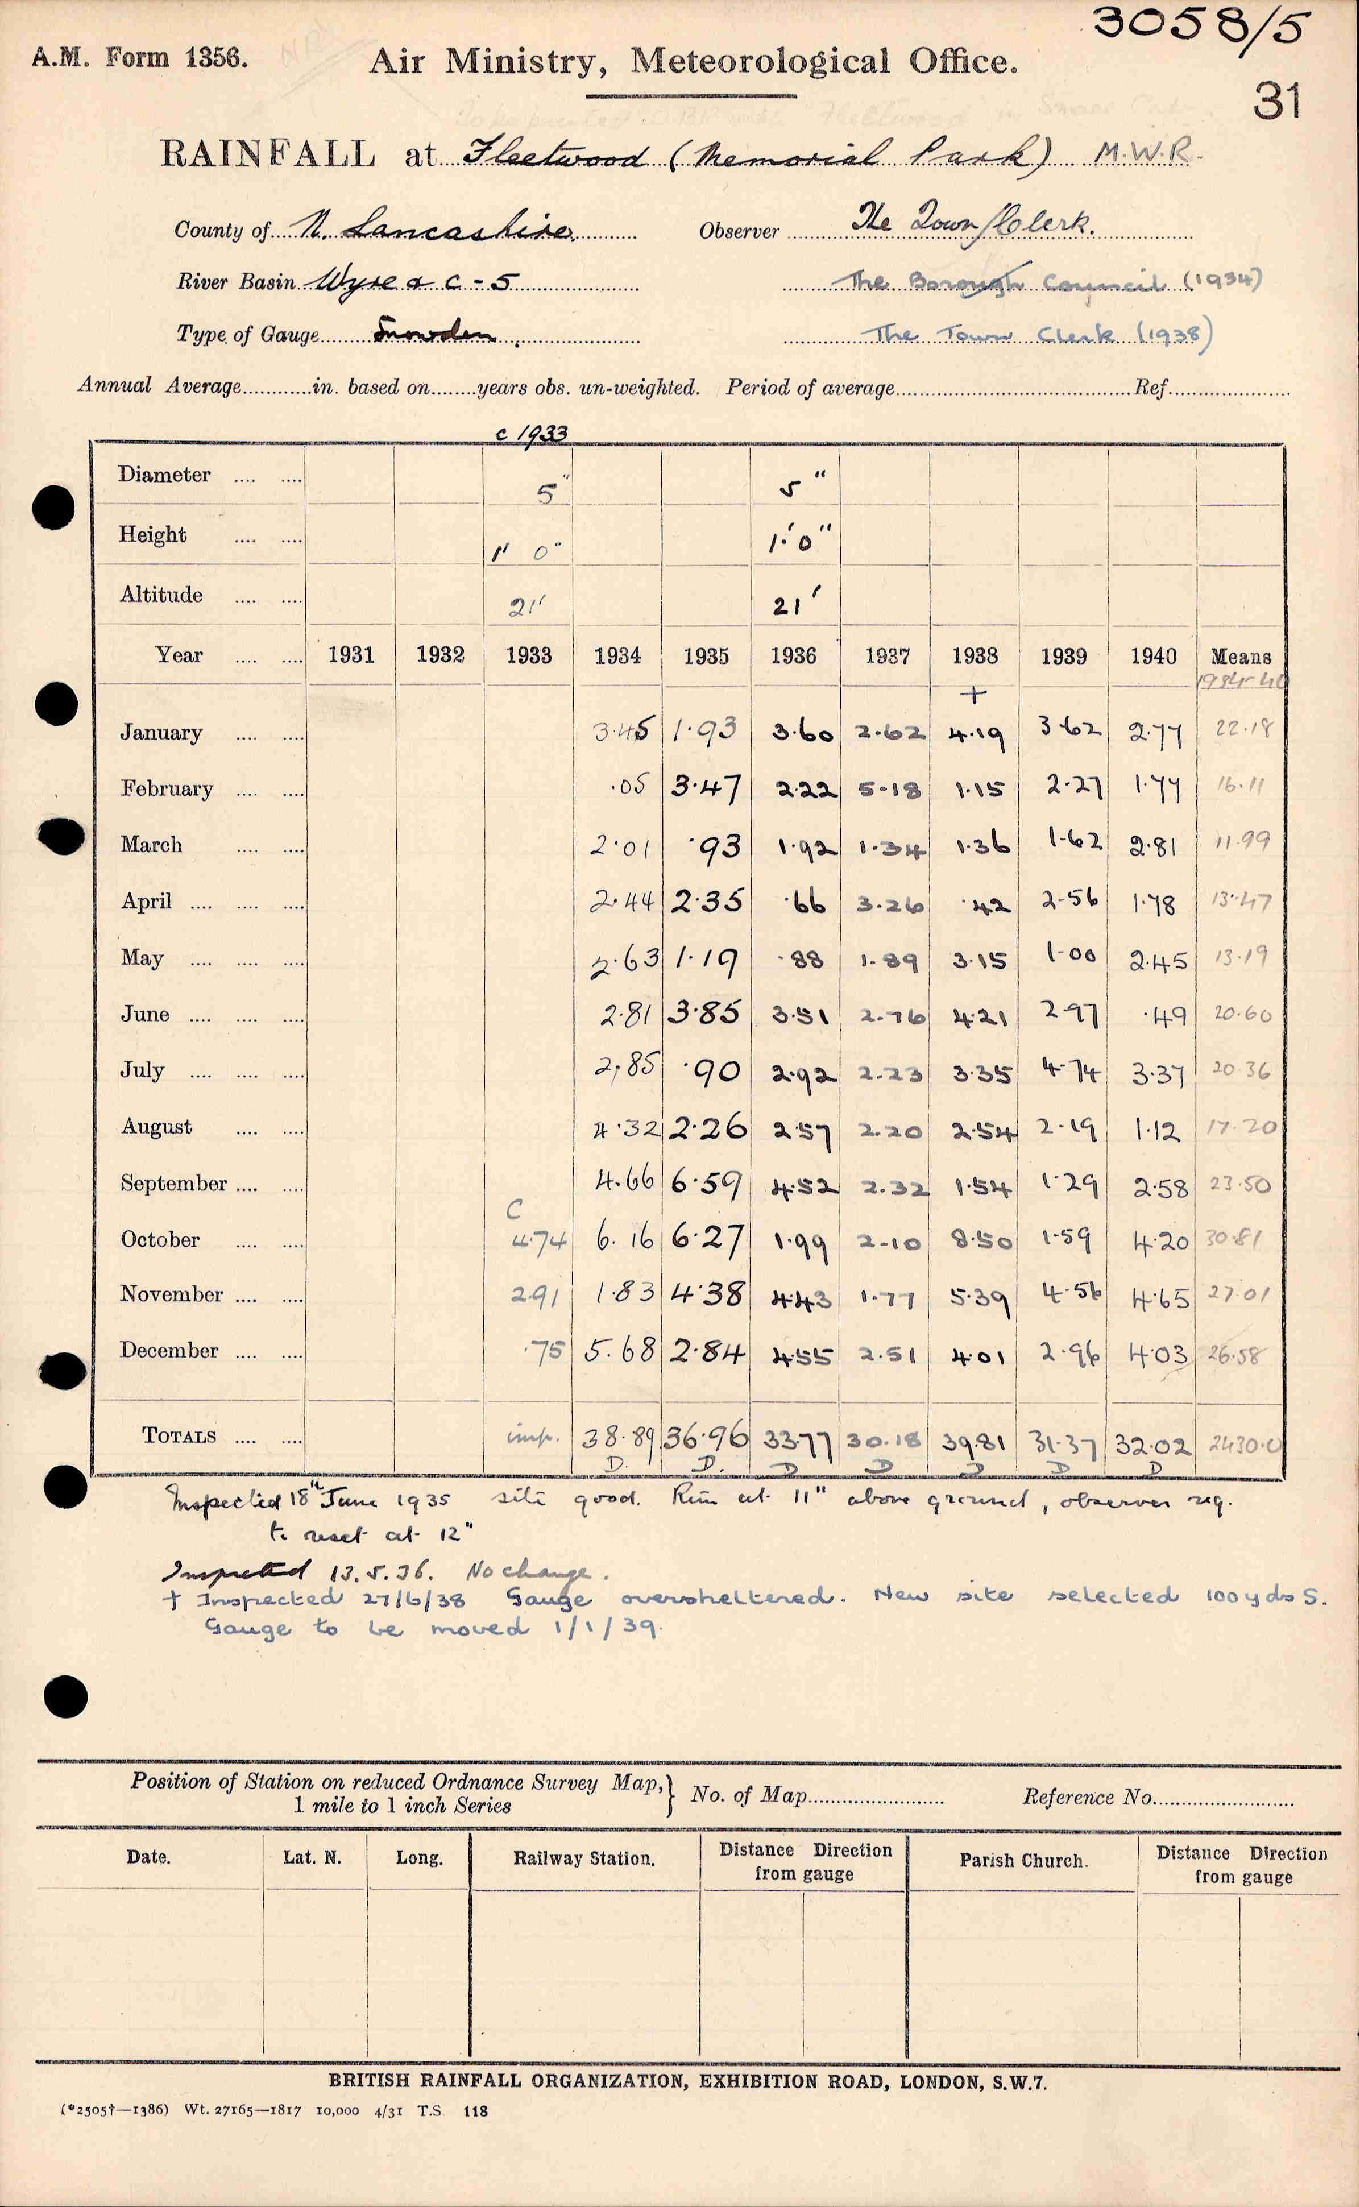 3058/5
A.M. Form 1356.
Air Ministry, Meteorological Office.
31
RAINFALL at Fleetwood (Memorial Park) M.W.R.
County of N. Lancashire Observer The Town Clerk.
River Basin Wyre & C - 5 The Borough Council (1934)
Type of Gauge Snowdon The Town Clerk (1938)
Annual Average in. based on years obs. un-weighted. Period of average Ref.
c 1933
Diameter 5" 5"
Height 1' 0" 1' 0"
Altitude 21' 21'
Year 1931 1932 1933 1934 1935 1936 1937 1938 1939 1940 Means
+ 1934-40
January 3.45 1.93 3.60 2.62 4.19 3.62 2.77 22.18
February .05 3.47 2.22 5.18 1.15 2.27 1.77 16.11
March 2.01 .93 1.92 1.34 1.36 1.62 2.81 11.99
April 2.44 2.35 .66 3.26 .42 2.56 1.78 13.47
May 2.63 1.19 .88 1.89 3.15 1.00 2.45 13.19
June 2.81 3.85 3.51 2.76 4.21 2.97 .49 20.60
July 2.85 .90 2.92 2.23 3.35 4.74 3.37 20.36
August 4.32 2.26 2.57 2.20 2.54 2.19 1.12 17.20
September 4.66 6.59 4.52 2.32 1.54 1.29 2.58 23.50
C
October 4.74 6.16 6.27 1.99 2.10 8.50 1.59 4.20 30.81
November 2.91 1.83 4.38 4.43 1.77 5.39 4.56 4.65 27.01
December .75 5.68 2.84 4.55 2.51 4.01 2.96 4.03 26.58
TOTALS imp. 38.89 36.96 33.77 30.18 39.81 31.37 32.02 2430.0
D. D. D D D D D
Inspected 18th June 1935 site good. Rim at 11" above ground, observer req.
to reset at 12"
Inspected 13.5.36. No change.
+ Inspected 27/6/38 Gauge oversheltered. New site selected 100 yds S.
Gauge to be moved 1/1/39
Position of Station on reduced Ordnance Survey Map, } No. of Map Reference No.
1 mile to 1 inch Series
Date. Lat. N. Long. Railway Station. Distance Direction from gauge Parish Church. Distance Direction from gauge
BRITISH RAINFALL ORGANIZATION, EXHIBITION ROAD, LONDON, S.W.7.
(*2505†—1386) Wt. 27165—1817 10,000 4/31 T.S. 118